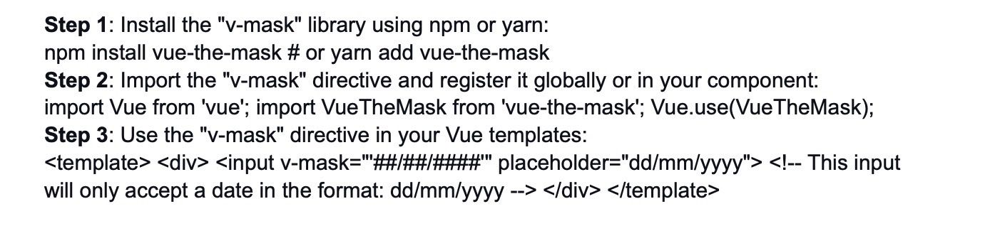 Step 1: Install the "v-mask" library using npm or yarn:
npm install vue-the-mask # or yarn add vue-the-mask
Step 2: Import the "v-mask" directive and register it globally or in your component:
import Vue from 'vue'; import VueTheMask from 'vue-the-mask'; Vue.use(VueTheMask);
Step 3: Use the "v-mask" directive in your Vue templates:
<template> <div> <input v-mask="'##/##/####'" placeholder="dd/mm/yyyy"> <!-- This input
will only accept a date in the format: dd/mm/yyyy --> </div> </template>